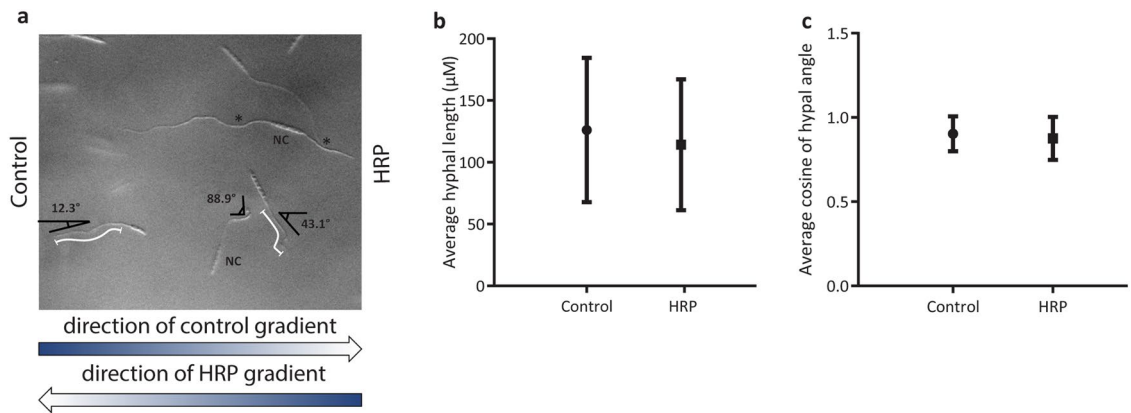 a
Control
HRP
*
*
NC
12.3°
88.9°
43.1°
NC
direction of control gradient
direction of HRP gradient
b
Average hyphal length (µM)
200
150
100
50
0
Control
HRP
c
Average cosine of hypal angle
1.5
1.0
0.5
0.0
Control
HRP